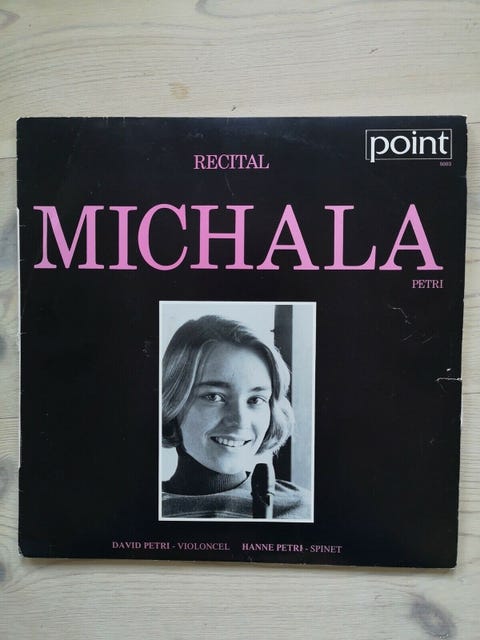 point
5003
RECITAL
MICHALA
PETRI
DAVID PETRI - VIOLONCEL HANNE PETRI - SPINET